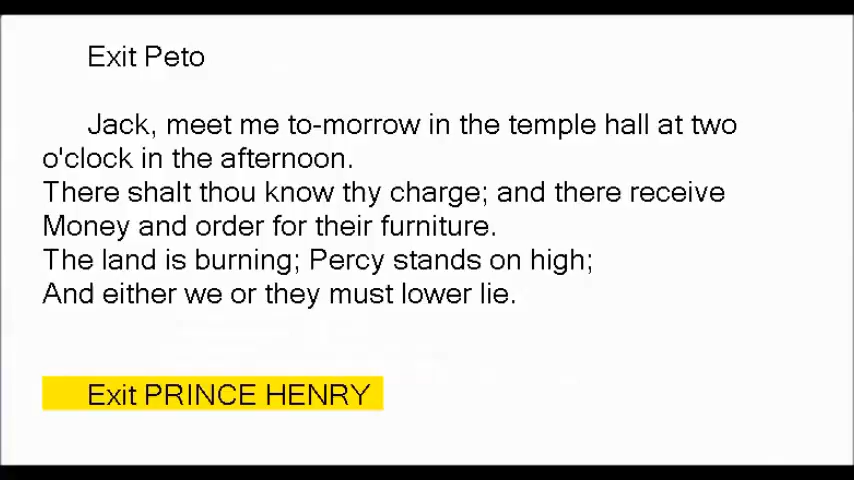 Exit Peto
Jack, meet me to-morrow in the temple hall at two
o'clock in the afternoon.
There shalt thou know thy charge; and there receive
Money and order for their furniture.
The land is burning; Percy stands on high;
And either we or they must lower lie.
Exit PRINCE HENRY